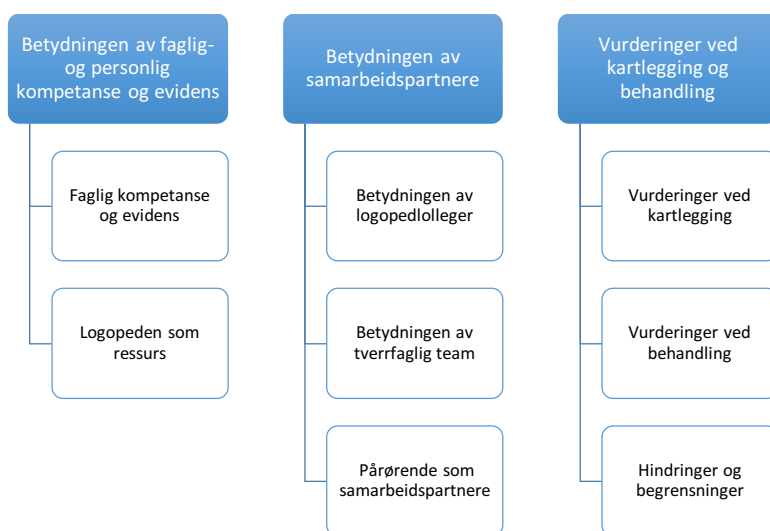 Betydningen av faglig-
og personlig
kompetanse og evidens
Faglig kompetanse
og evidens
Logopeden som
ressurs
Betydningen av
samarbeidspartnere
Betydningen av
logopedlolleger
Betydningen av
tverrfaglig team
Pårørende som
samarbeidspartnere
Vurderinger ved
kartlegging og
behandling
Vurderinger ved
kartlegging
Vurderinger ved
behandling
Hindringer og
begrensninger